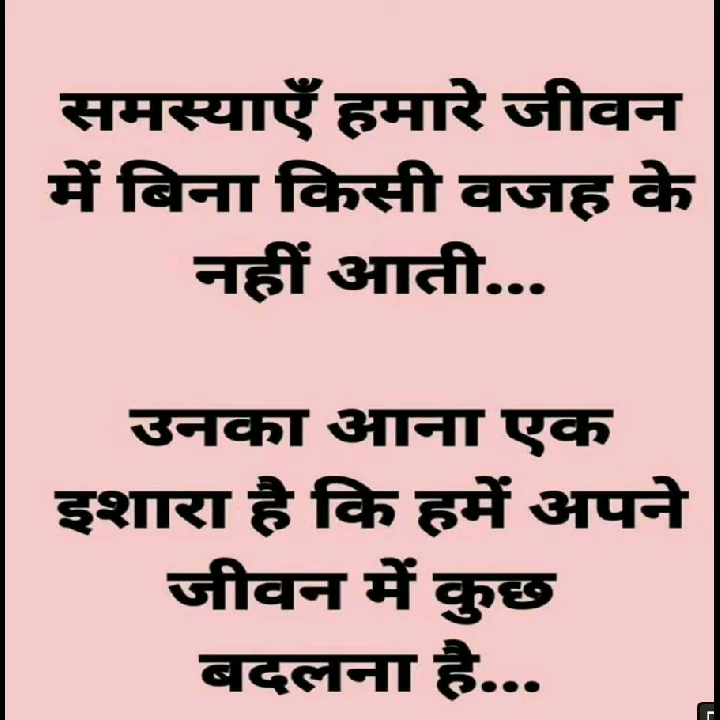 समस्याएँ हमारे जीवन
में बिना किसी वजह के
नहीं आती...
उनका आना एक
इशारा है कि हमें अपने
जीवन में कुछ
बदलना है...